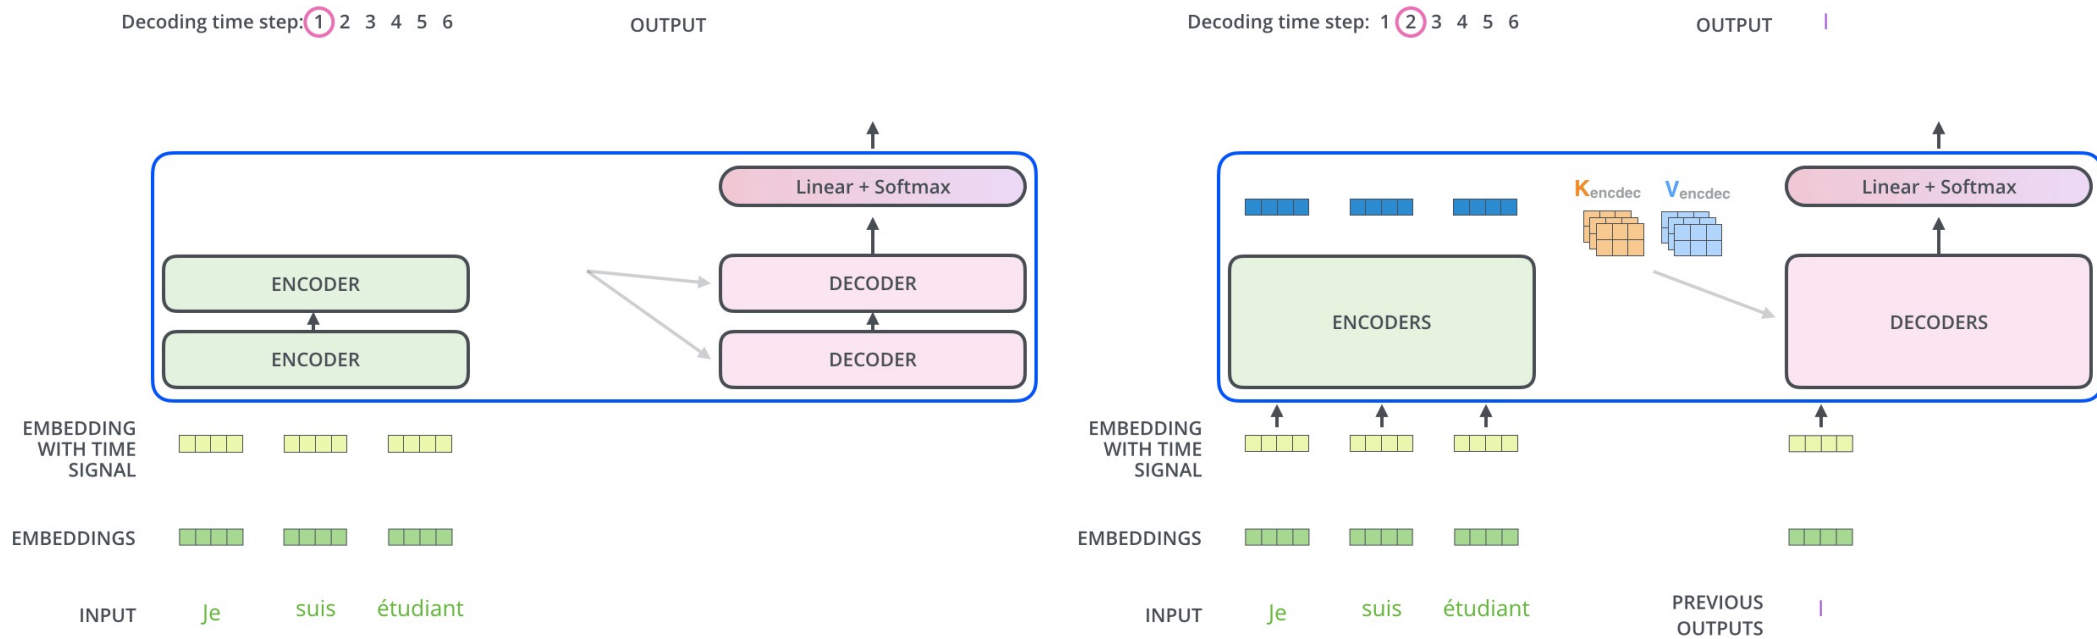 Decoding time step: 1 2 3 4 5 6
OUTPUT
Linear + Softmax
ENCODER
DECODER
ENCODER
DECODER
EMBEDDING
WITH TIME
SIGNAL
EMBEDDINGS
INPUT
Je
suis
étudiant
Decoding time step: 1 2 3 4 5 6
OUTPUT
I
Kencdec
Vencdec
Linear + Softmax
ENCODERS
DECODERS
EMBEDDING
WITH TIME
SIGNAL
EMBEDDINGS
INPUT
Je
suis
étudiant
PREVIOUS
OUTPUTS
I